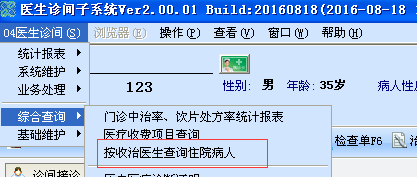 医生诊间子系统Ver2.00.01 Build:20160818(2016-08-18 1
04医生诊间[S] 浏览器[E] 操作[P] 查看[V] 窗口[W] 帮助[H]
统计报表
系统维护
业务处理
123 性别: 男 年龄:35岁 病人性质
综合查询
基础维护
门诊中治率、饮片处方率统计报表
医疗收费项目查询
按收治医生查询住院病人
检查单F6
诊间接诊